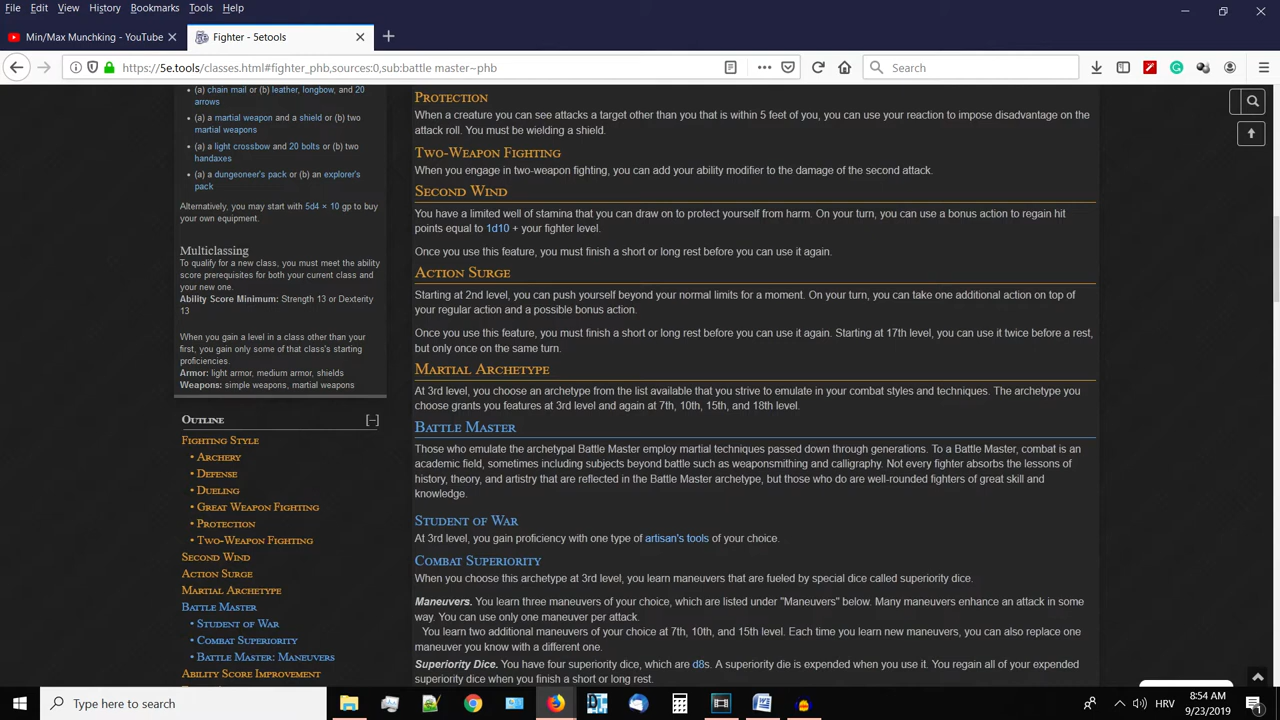 File Edit View History Bookmarks Tools Help
Min/Max Munchking - YouTube
Fighter - 5etools
https://5e.tools/classes.html#fighter_phb,sources:0,sub:battle master~phb
Search
• (a) chain mail or (b) leather, longbow, and 20
arrows
• (a) a martial weapon and a shield or (b) two
martial weapons
• (a) a light crossbow and 20 bolts or (b) two
handaxes
• (a) a dungeoneer's pack or (b) an explorer's
pack
Alternatively, you may start with 5d4 × 10 gp to buy
your own equipment.
Multiclassing
To qualify for a new class, you must meet the ability
score prerequisites for both your current class and
your new one.
Ability Score Minimum: Strength 13 or Dexterity
13
When you gain a level in a class other than your
first, you gain only some of that class's starting
proficiencies.
Armor: light armor, medium armor, shields
Weapons: simple weapons, martial weapons
Outline [–]
Fighting Style
• Archery
• Defense
• Dueling
• Great Weapon Fighting
• Protection
• Two-Weapon Fighting
Second Wind
Action Surge
Martial Archetype
Battle Master
• Student of War
• Combat Superiority
• Battle Master: Maneuvers
Ability Score Improvement
Protection
When a creature you can see attacks a target other than you that is within 5 feet of you, you can use your reaction to impose disadvantage on the
attack roll. You must be wielding a shield.
Two-Weapon Fighting
When you engage in two-weapon fighting, you can add your ability modifier to the damage of the second attack.
Second Wind
You have a limited well of stamina that you can draw on to protect yourself from harm. On your turn, you can use a bonus action to regain hit
points equal to 1d10 + your fighter level.
Once you use this feature, you must finish a short or long rest before you can use it again.
Action Surge
Starting at 2nd level, you can push yourself beyond your normal limits for a moment. On your turn, you can take one additional action on top of
your regular action and a possible bonus action.
Once you use this feature, you must finish a short or long rest before you can use it again. Starting at 17th level, you can use it twice before a rest,
but only once on the same turn.
Martial Archetype
At 3rd level, you choose an archetype from the list available that you strive to emulate in your combat styles and techniques. The archetype you
choose grants you features at 3rd level and again at 7th, 10th, 15th, and 18th level.
Battle Master
Those who emulate the archetypal Battle Master employ martial techniques passed down through generations. To a Battle Master, combat is an
academic field, sometimes including subjects beyond battle such as weaponsmithing and calligraphy. Not every fighter absorbs the lessons of
history, theory, and artistry that are reflected in the Battle Master archetype, but those who do are well-rounded fighters of great skill and
knowledge.
Student of War
At 3rd level, you gain proficiency with one type of artisan's tools of your choice.
Combat Superiority
When you choose this archetype at 3rd level, you learn maneuvers that are fueled by special dice called superiority dice.
Maneuvers. You learn three maneuvers of your choice, which are listed under "Maneuvers" below. Many maneuvers enhance an attack in some
way. You can use only one maneuver per attack.
You learn two additional maneuvers of your choice at 7th, 10th, and 15th level. Each time you learn new maneuvers, you can also replace one
maneuver you know with a different one.
Superiority Dice. You have four superiority dice, which are d8s. A superiority die is expended when you use it. You regain all of your expended
superiority dice when you finish a short or long rest.
Type here to search
HRV
8:54 AM
9/23/2019
1